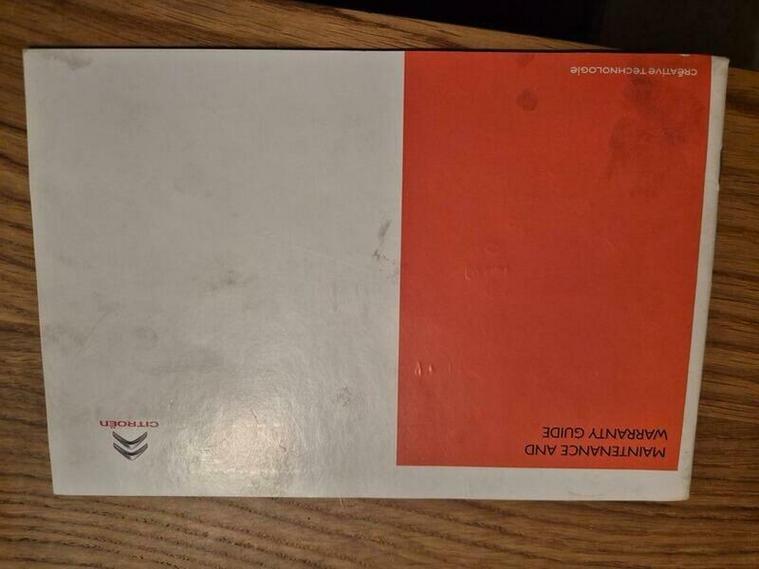 MAINTENANCE AND
WARRANTY GUIDE
CITROËN
CRÉATIVE TECHNOLOGIE